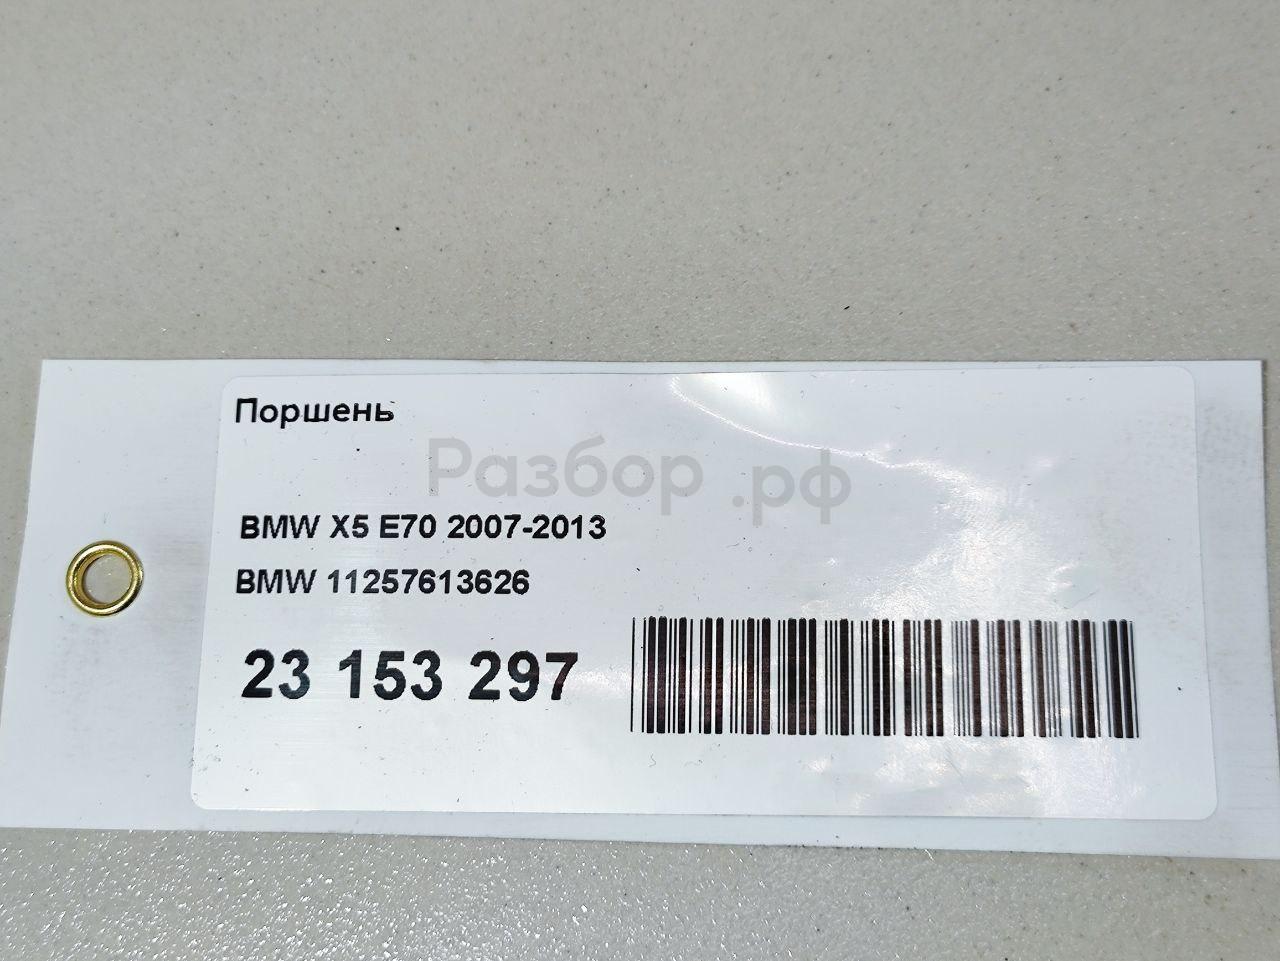 Поршень
Разбор .рф
BMW X5 E70 2007-2013
BMW 11257613626
23 153 297